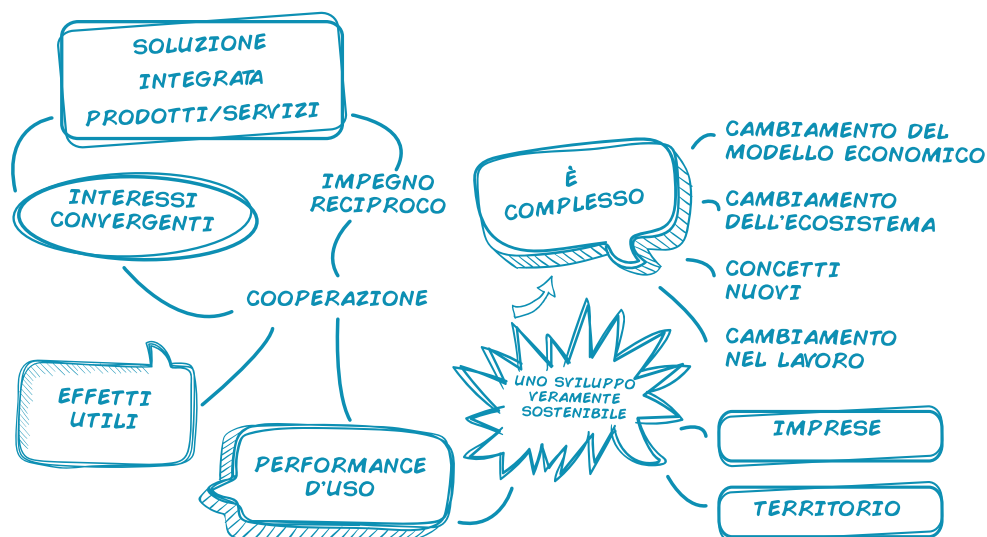 SOLUZIONE
INTEGRATA
PRODOTTI/SERVIZI
INTERESSI
CONVERGENTI
IMPEGNO
RECIPROCO
COOPERAZIONE
EFFETTI
UTILI
PERFORMANCE
D'USO
UNO SVILUPPO
VERAMENTE
SOSTENIBILE
È
COMPLESSO
CAMBIAMENTO DEL
MODELLO ECONOMICO
CAMBIAMENTO
DELL'ECOSISTEMA
CONCETTI
NUOVI
CAMBIAMENTO
NEL LAVORO
IMPRESE
TERRITORIO